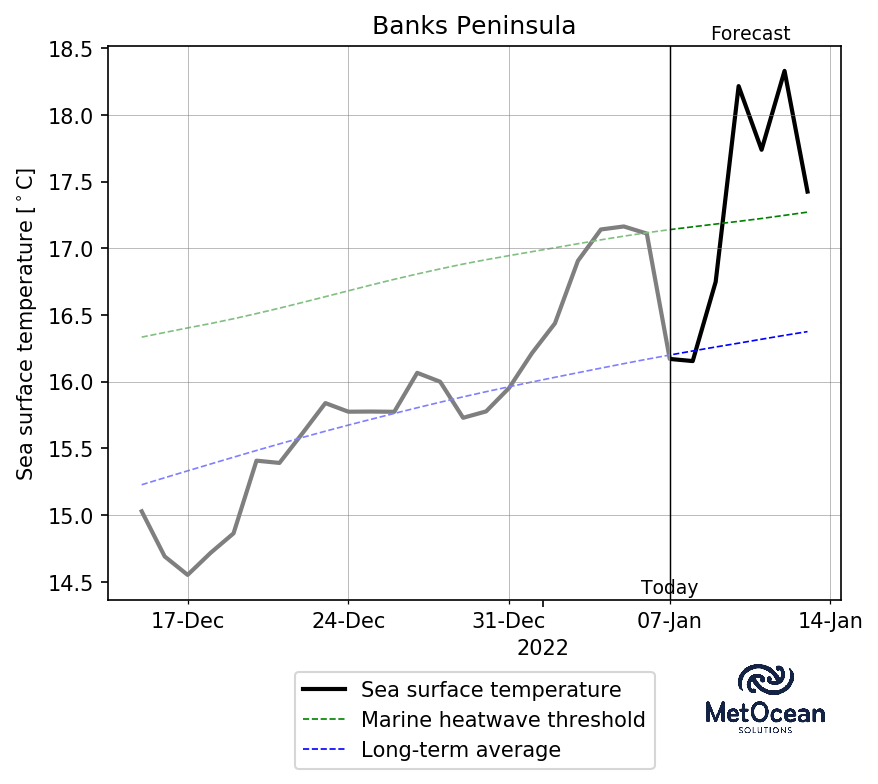 Banks Peninsula
Forecast
Sea surface temperature [°C]
18.5
18.0
17.5
17.0
16.5
16.0
15.5
15.0
14.5
Today
17-Dec 24-Dec 31-Dec 07-Jan 14-Jan
2022
Sea surface temperature
Marine heatwave threshold
Long-term average
MetOcean
SOLUTIONS